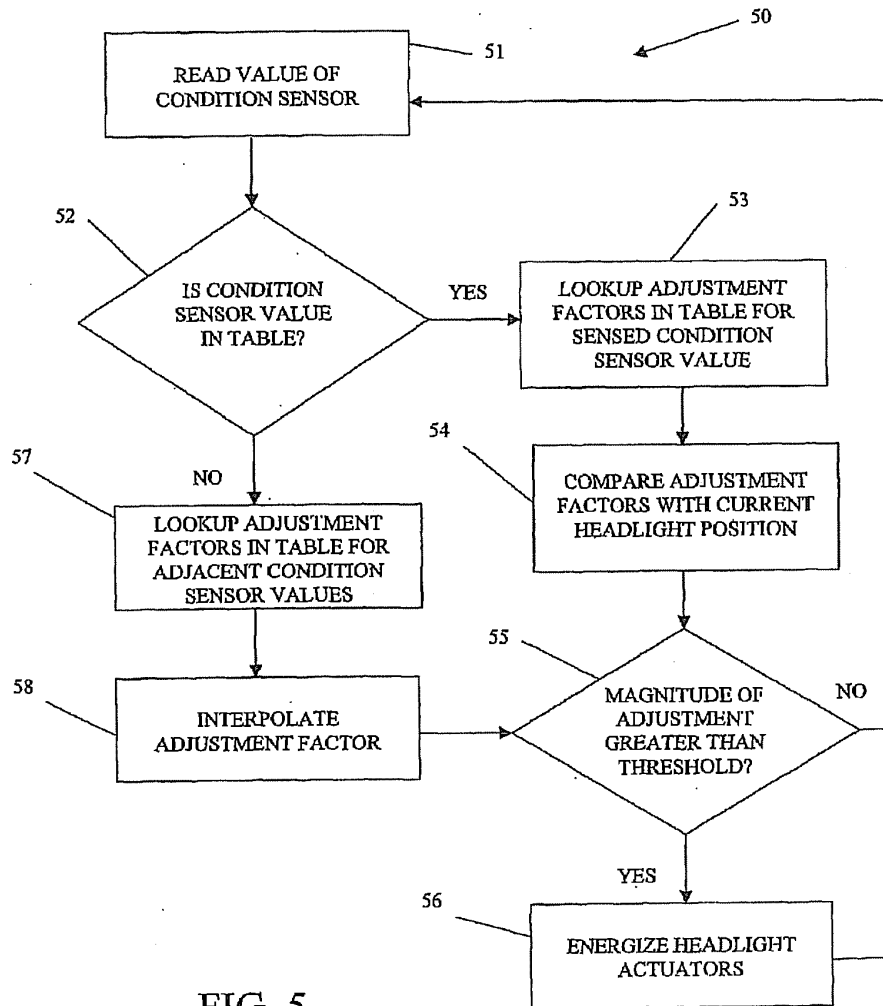 50
51
READ VALUE OF
CONDITION SENSOR
52
IS CONDITION
SENSOR VALUE
IN TABLE?
YES
53
LOOKUP ADJUSTMENT
FACTORS IN TABLE FOR
SENSED CONDITION
SENSOR VALUE
54
COMPARE ADJUSTMENT
FACTORS WITH CURRENT
HEADLIGHT POSITION
57
NO
LOOKUP ADJUSTMENT
FACTORS IN TABLE FOR
ADJACENT CONDITION
SENSOR VALUES
58
INTERPOLATE
ADJUSTMENT FACTOR
55
MAGNITUDE OF
ADJUSTMENT
GREATER THAN
THRESHOLD?
NO
YES
56
ENERGIZE HEADLIGHT
ACTUATORS
FIG. 5